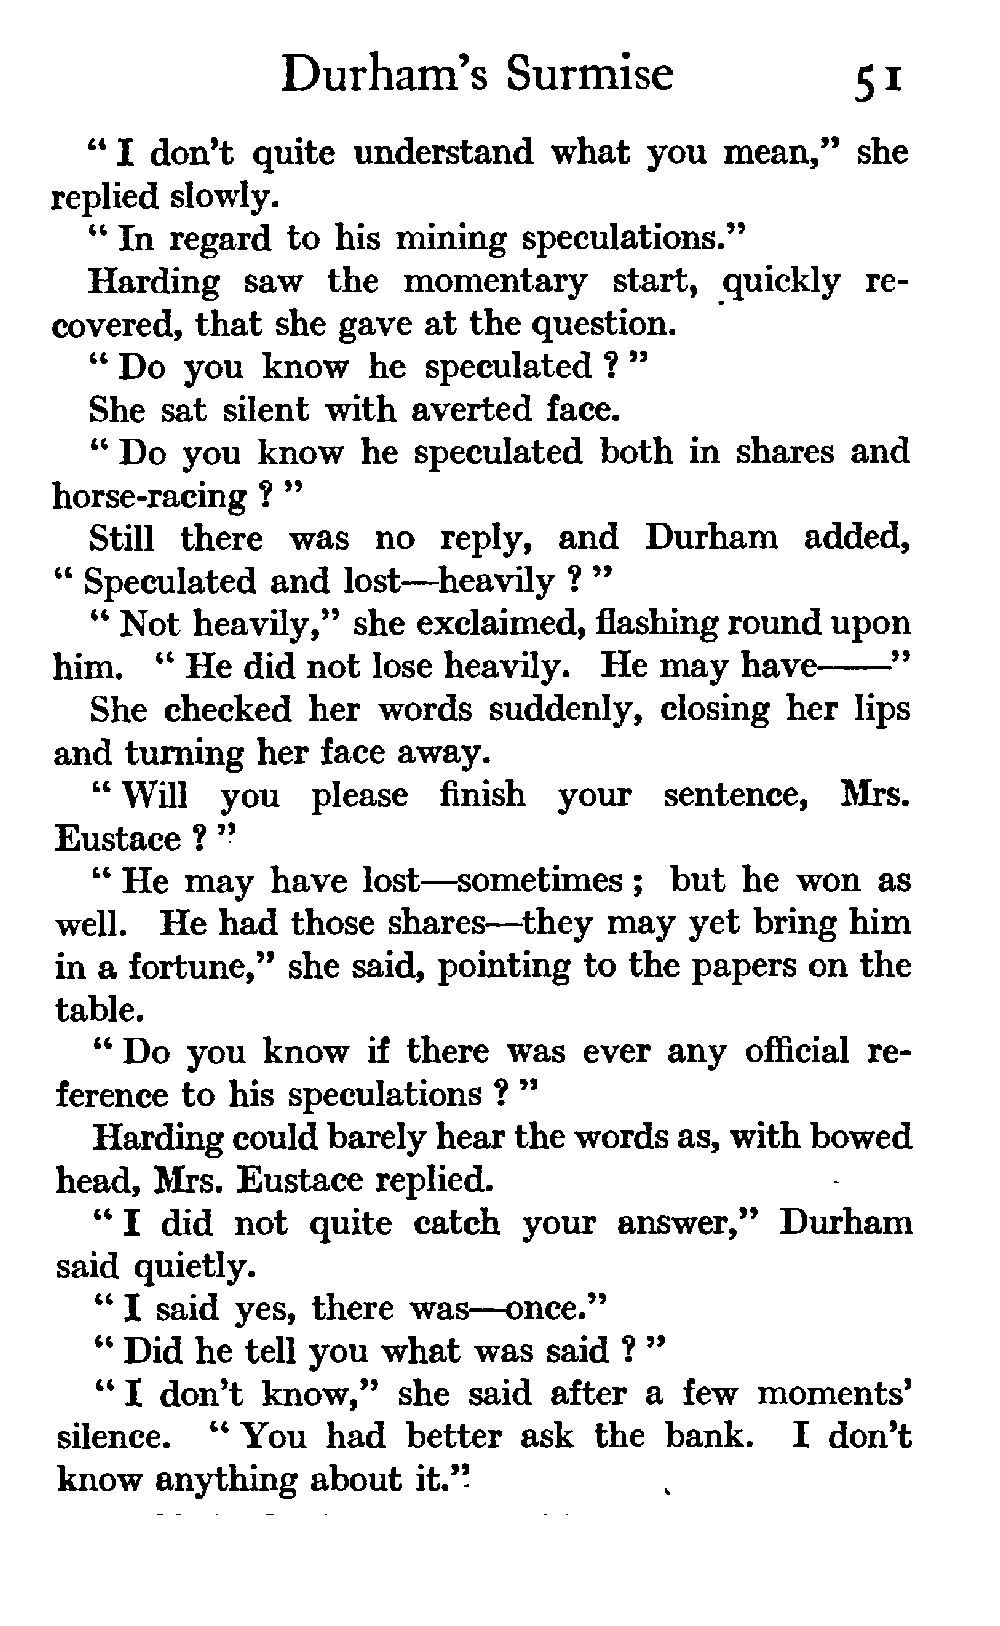 Durham's Surmise 51
“ I don't quite understand what you mean,” she
replied slowly.
“ In regard to his mining speculations.”
Harding saw the momentary start, quickly re-
covered, that she gave at the question.
“ Do you know he speculated ? ”
She sat silent with averted face.
“ Do you know he speculated both in shares and
horse-racing ? ”
Still there was no reply, and Durham added,
“ Speculated and lost—heavily ? ”
“ Not heavily,” she exclaimed, flashing round upon
him. “ He did not lose heavily. He may have——”
She checked her words suddenly, closing her lips
and turning her face away.
“ Will you please finish your sentence, Mrs.
Eustace ? ”
“ He may have lost—sometimes ; but he won as
well. He had those shares—they may yet bring him
in a fortune,” she said, pointing to the papers on the
table.
“ Do you know if there was ever any official re-
ference to his speculations ? ”
Harding could barely hear the words as, with bowed
head, Mrs. Eustace replied.
“ I did not quite catch your answer,” Durham
said quietly.
“ I said yes, there was—once.”
“ Did he tell you what was said ? ”
“ I don't know,” she said after a few moments'
silence. “ You had better ask the bank. I don't
know anything about it.”